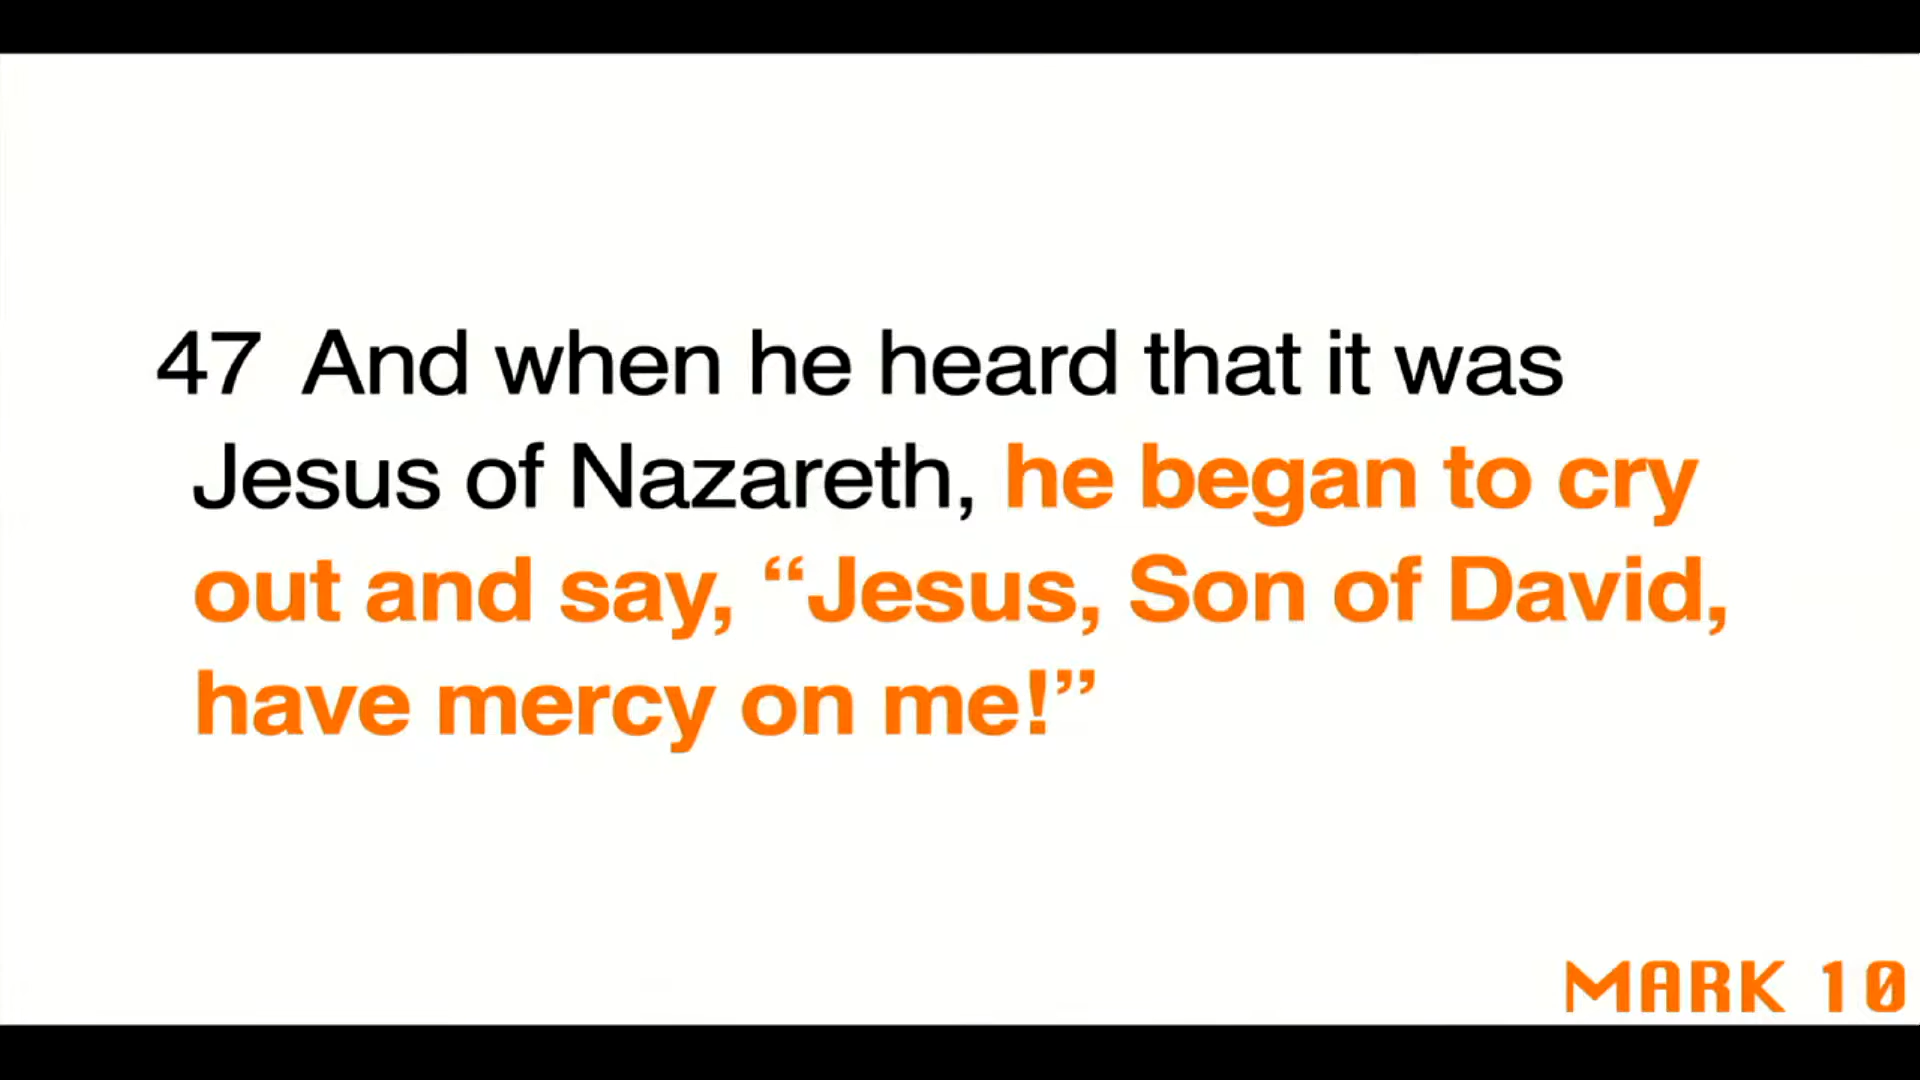 47 And when he heard that it was
Jesus of Nazareth, he began to cry
out and say, “Jesus, Son of David,
have mercy on me!”
MARK 10